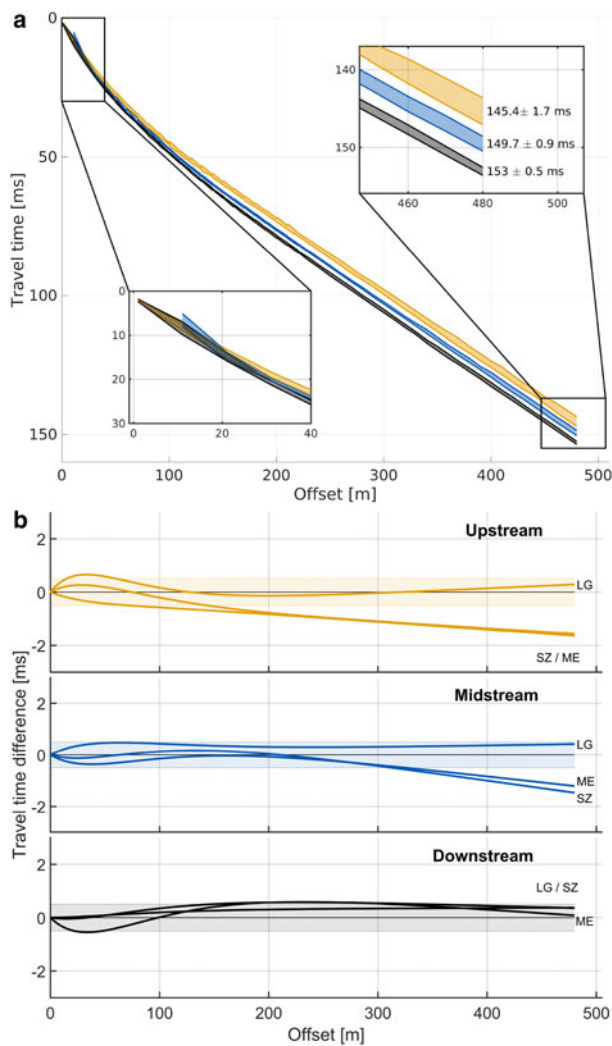 a
0
50
100
150
Travel time [ms]
0
100
200
300
400
500
Offset [m]
140
150
460
480
500
145.4± 1.7 ms
149.7 ± 0.9 ms
153 ± 0.5 ms
0
10
20
30
20
40
b
Upstream
2
0
-2
LG
SZ / ME
Midstream
2
0
-2
LG
ME
SZ
Downstream
2
0
-2
LG / SZ
ME
Travel time difference [ms]
0
100
200
300
400
500
Offset [m]